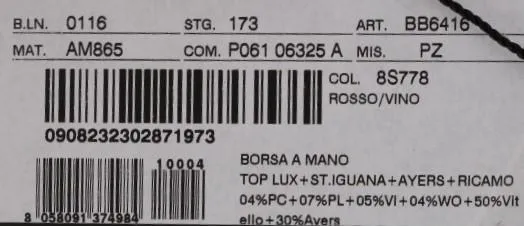 B.LN. 0116 STG. 173 ART. BB6416
MAT. AM865 COM. P061 06325 A MIS. PZ
COL. 8S778
ROSSO/VINO
09082323028 71973
10004
BORSA A MANO
TOP LUX+ST.IGUANA+AYERS+RICAMO
04%PC+07%PL+05%VI+04%WO+50%Vit
ello+30%Ayers
8 058091 374984